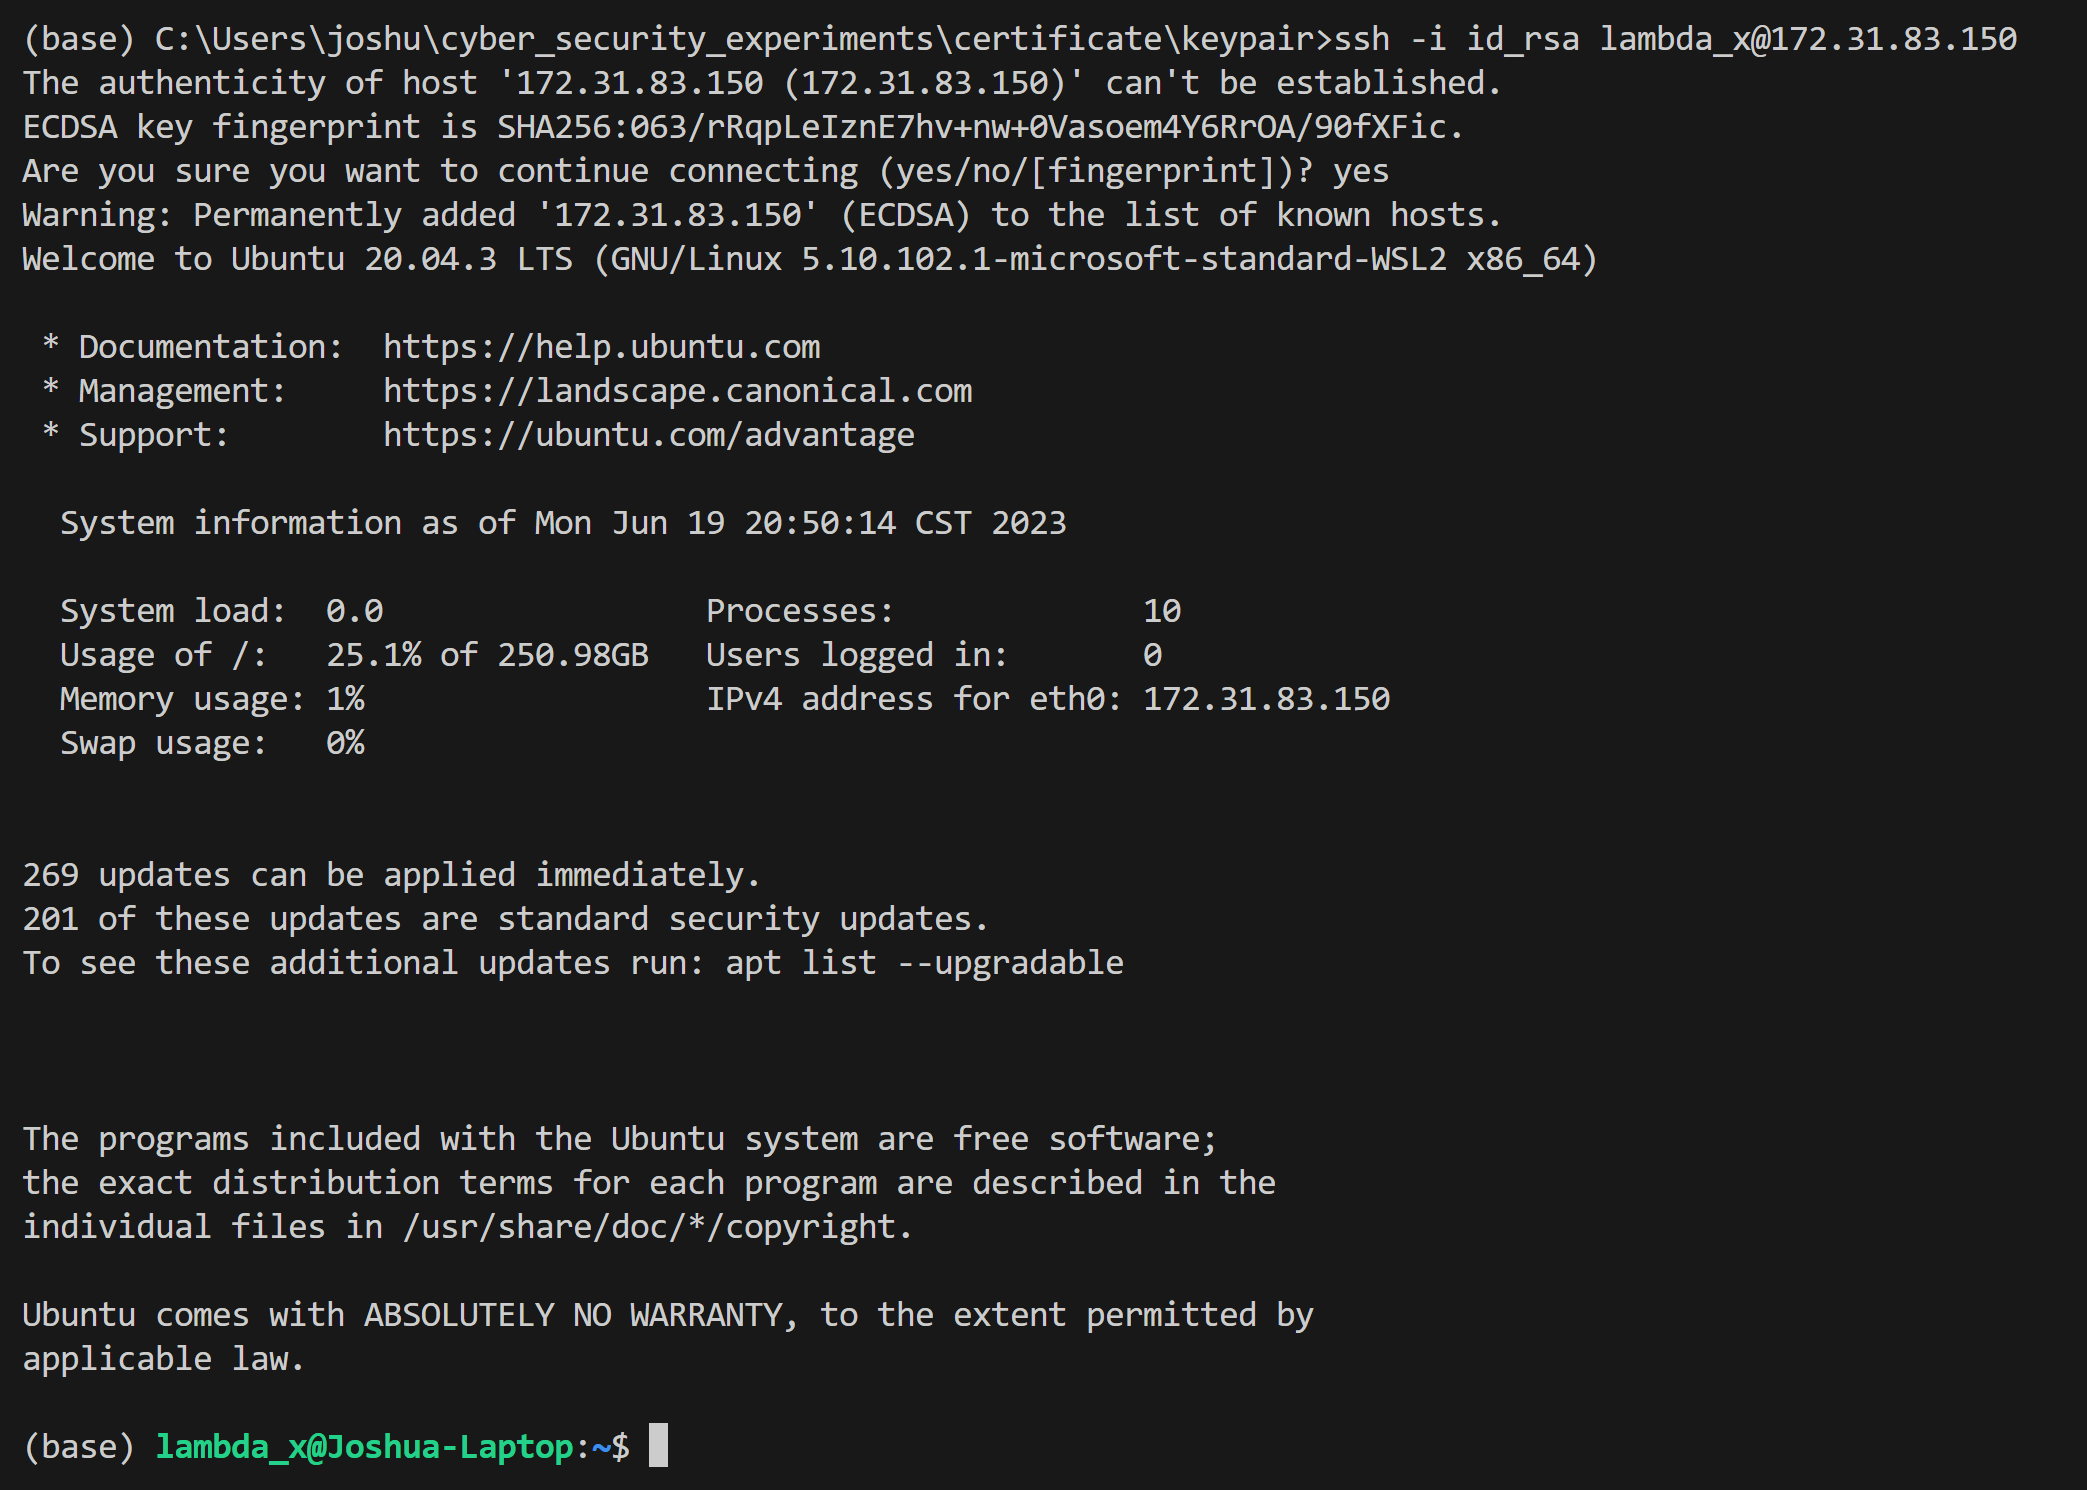 (base) C:\Users\joshu\cyber_security_experiments\certificate\keypair>ssh -i id_rsa lambda_x@172.31.83.150
The authenticity of host '172.31.83.150 (172.31.83.150)' can't be established.
ECDSA key fingerprint is SHA256:063/rRqpLeIznE7hv+nw+0Vasoem4Y6RrOA/90fXFic.
Are you sure you want to continue connecting (yes/no/[fingerprint])? yes
Warning: Permanently added '172.31.83.150' (ECDSA) to the list of known hosts.
Welcome to Ubuntu 20.04.3 LTS (GNU/Linux 5.10.102.1-microsoft-standard-WSL2 x86_64)

 * Documentation:  https://help.ubuntu.com
 * Management:     https://landscape.canonical.com
 * Support:        https://ubuntu.com/advantage

  System information as of Mon Jun 19 20:50:14 CST 2023

  System load:  0.0                 Processes:             10
  Usage of /:   25.1% of 250.98GB   Users logged in:       0
  Memory usage: 1%                  IPv4 address for eth0: 172.31.83.150
  Swap usage:   0%

269 updates can be applied immediately.
201 of these updates are standard security updates.
To see these additional updates run: apt list --upgradable

The programs included with the Ubuntu system are free software;
the exact distribution terms for each program are described in the
individual files in /usr/share/doc/*/copyright.

Ubuntu comes with ABSOLUTELY NO WARRANTY, to the extent permitted by
applicable law.

(base) lambda_x@Joshua-Laptop:~$